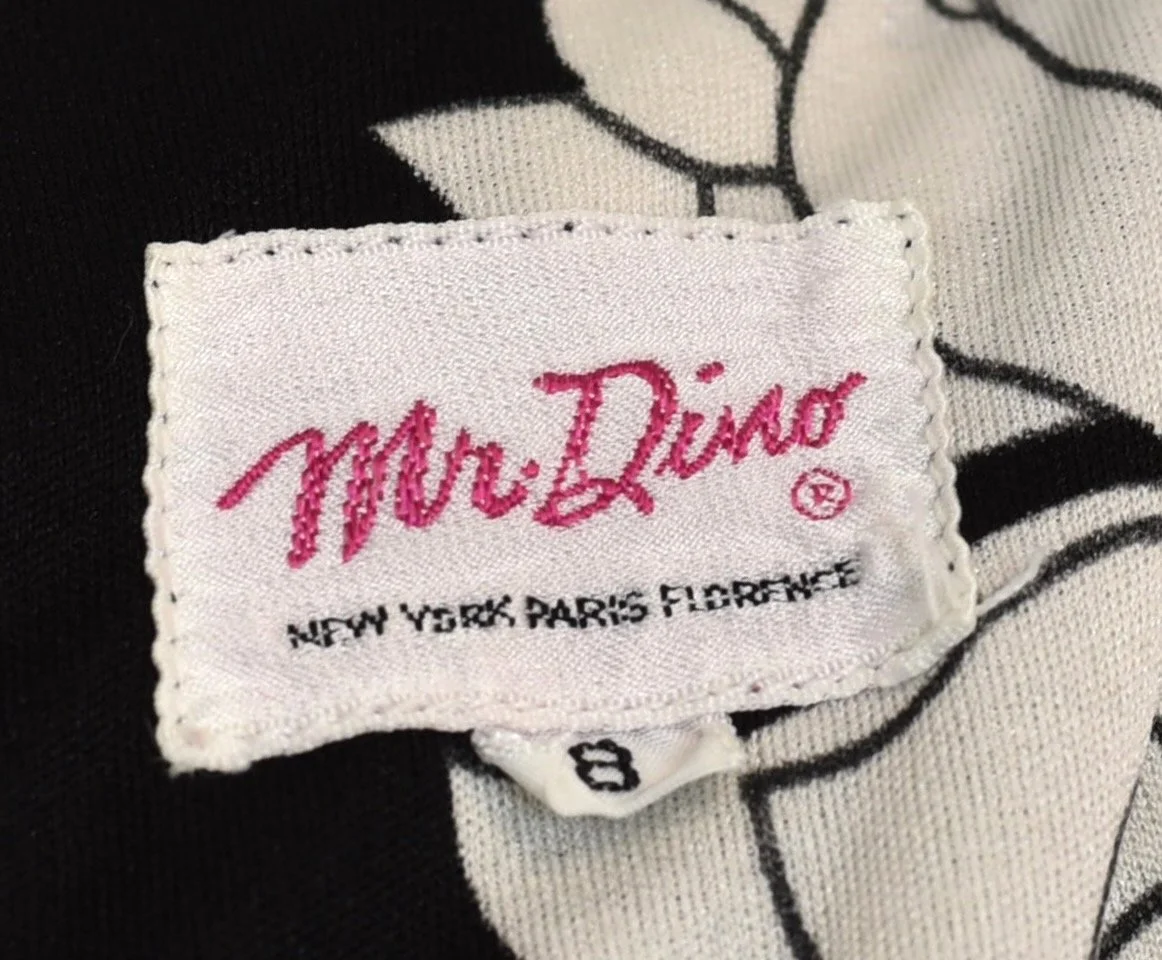 Mr. Dino
®
NEW YORK PARIS FLORENCE
8